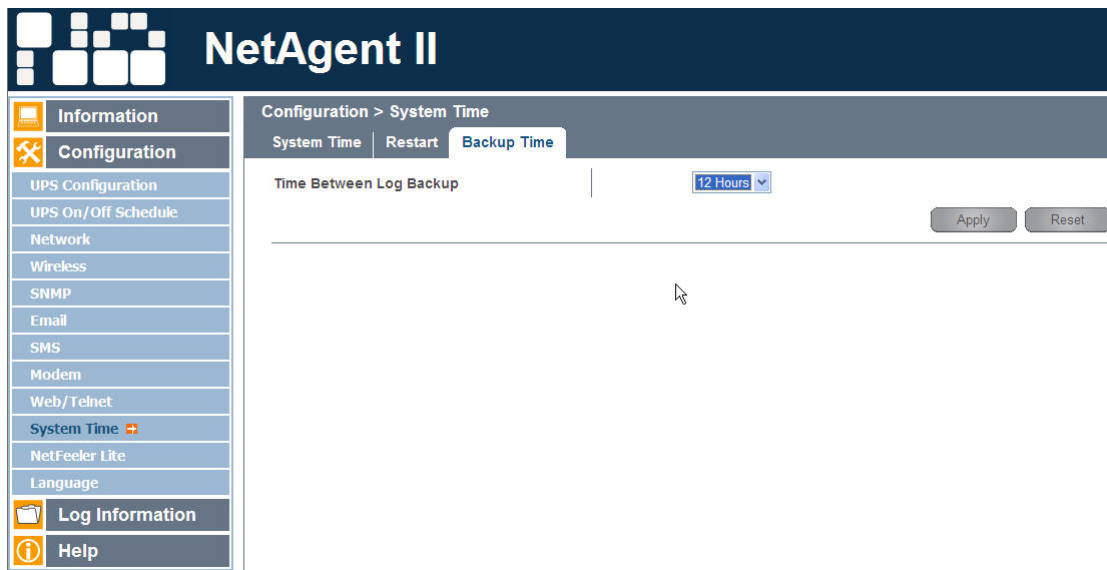 NetAgent II
Information
Configuration
UPS Configuration
UPS On/Off Schedule
Network
Wireless
SNMP
Email
SMS
Modem
Web/Telnet
System Time
NetFeeler Lite
Language
Log Information
Help
Configuration > System Time
System Time Restart Backup Time
Time Between Log Backup 12 Hours
Apply Reset